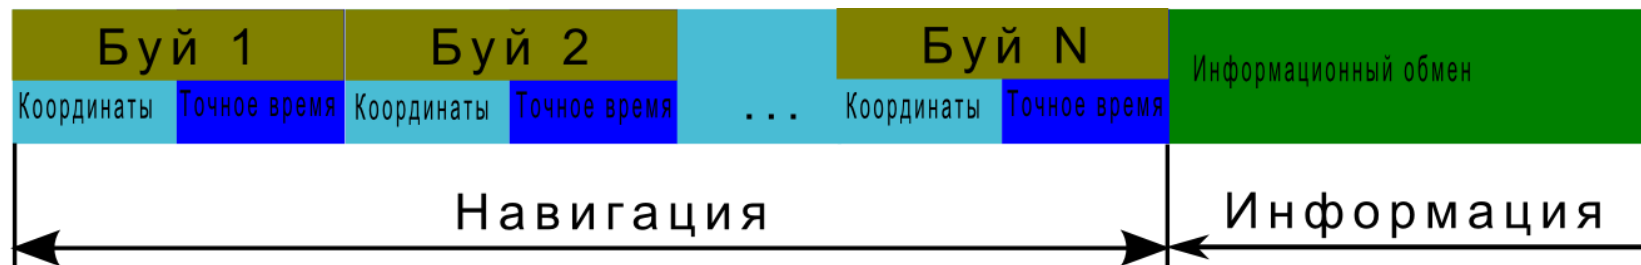 Буй 1 Буй 2 Буй N
Информационный обмен
Координаты Точное время Координаты Точное время ... Координаты Точное время
Навигация Информация